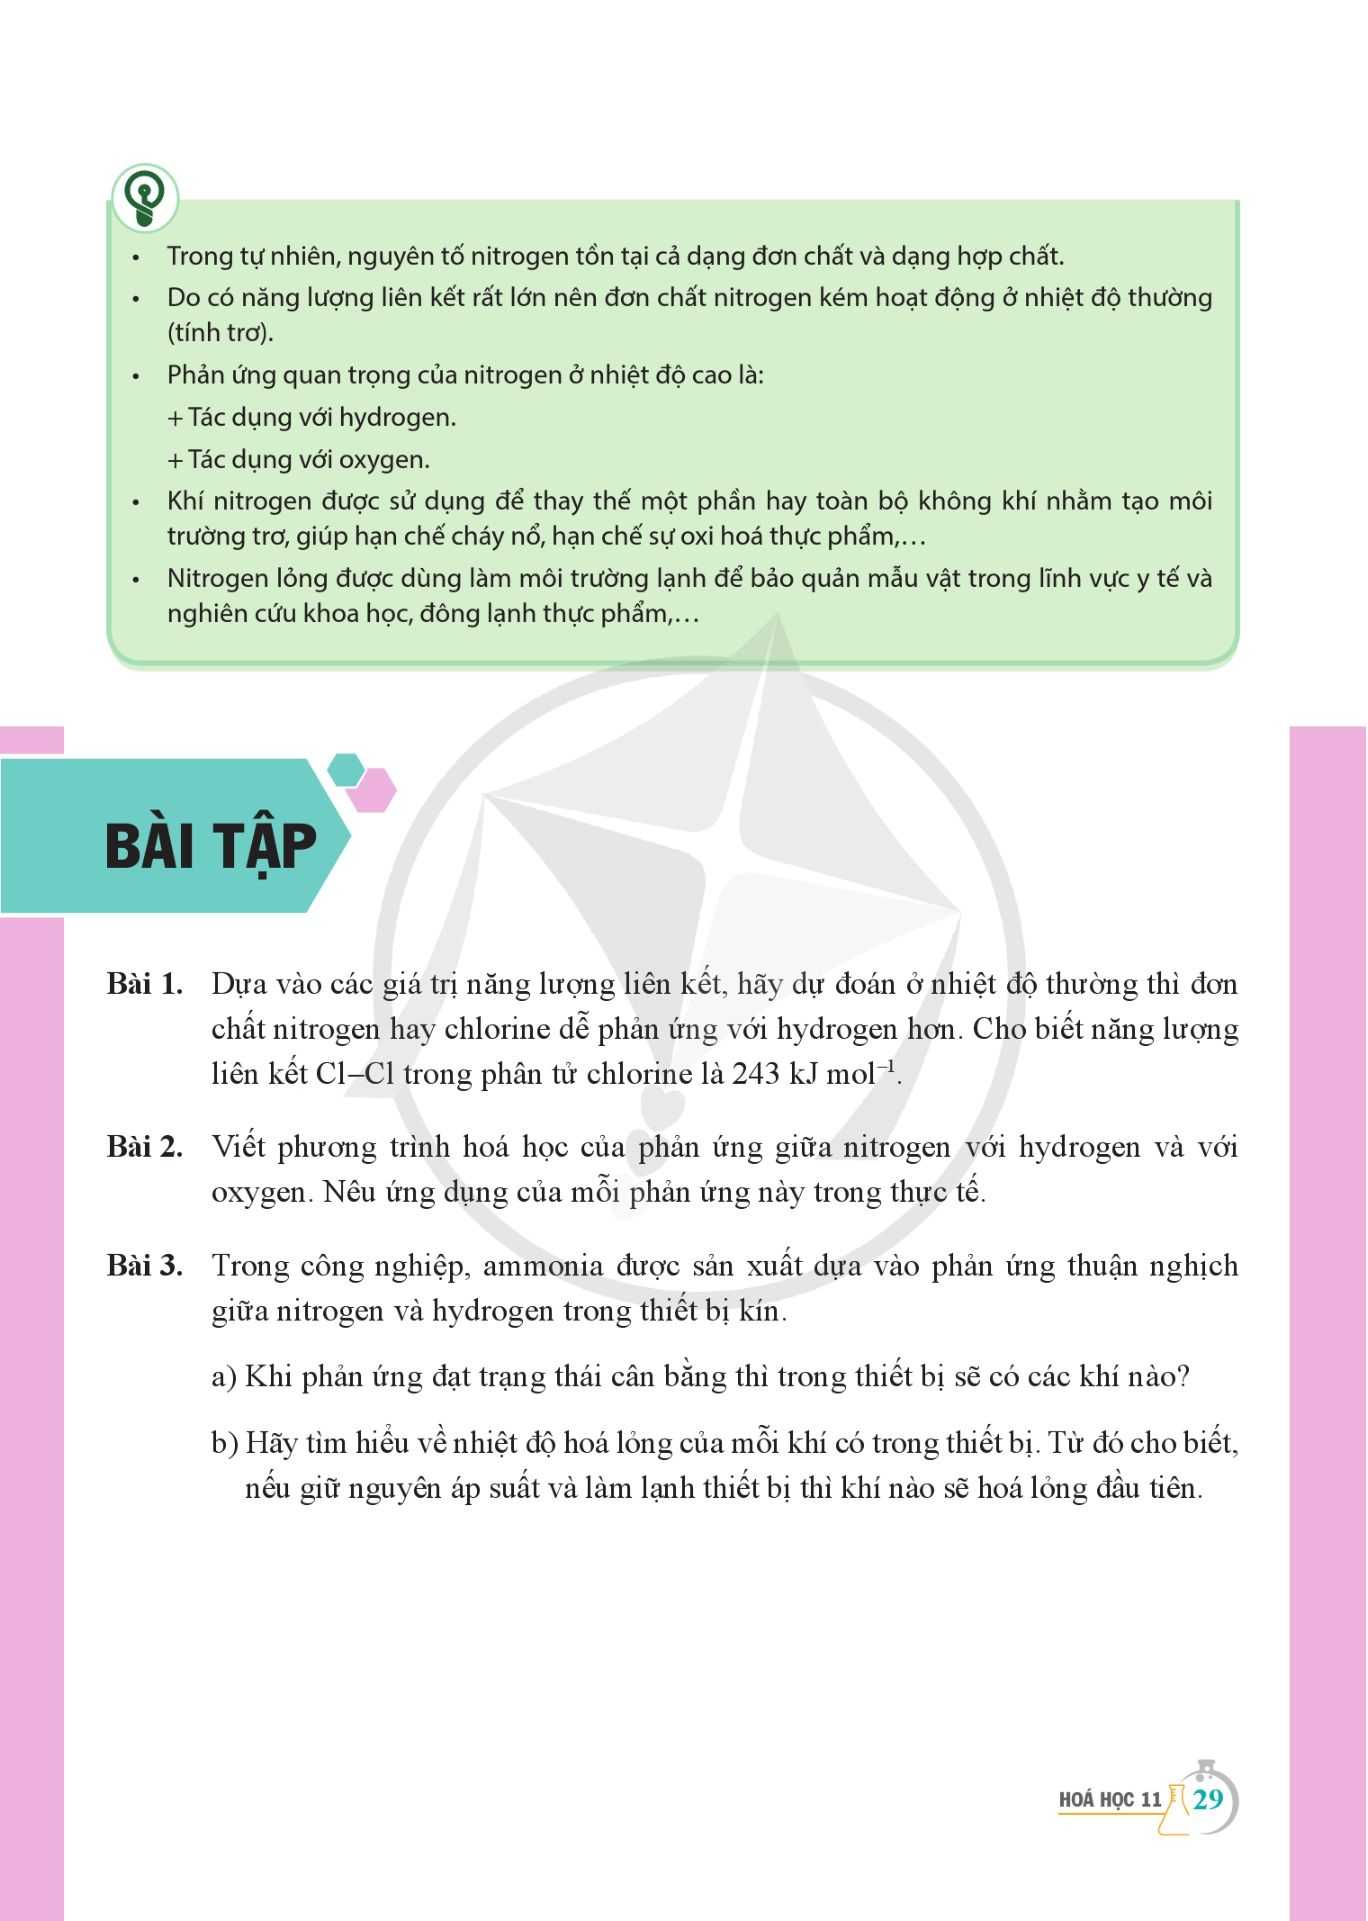 • Trong tự nhiên, nguyên tố nitrogen tồn tại cả dạng đơn chất và dạng hợp chất.
• Do có năng lượng liên kết rất lớn nên đơn chất nitrogen kém hoạt động ở nhiệt độ thường
(tính trơ).
• Phản ứng quan trọng của nitrogen ở nhiệt độ cao là:
+ Tác dụng với hydrogen.
+ Tác dụng với oxygen.
• Khí nitrogen được sử dụng để thay thế một phần hay toàn bộ không khí nhằm tạo môi
trường trơ, giúp hạn chế cháy nổ, hạn chế sự oxi hoá thực phẩm,…
• Nitrogen lỏng được dùng làm môi trường lạnh để bảo quản mẫu vật trong lĩnh vực y tế và
nghiên cứu khoa học, đông lạnh thực phẩm,…
BÀI TẬP
Bài 1. Dựa vào các giá trị năng lượng liên kết, hãy dự đoán ở nhiệt độ thường thì đơn
chất nitrogen hay chlorine dễ phản ứng với hydrogen hơn. Cho biết năng lượng
liên kết Cl–Cl trong phân tử chlorine là 243 kJ mol⁻¹.
Bài 2. Viết phương trình hoá học của phản ứng giữa nitrogen với hydrogen và với
oxygen. Nêu ứng dụng của mỗi phản ứng này trong thực tế.
Bài 3. Trong công nghiệp, ammonia được sản xuất dựa vào phản ứng thuận nghịch
giữa nitrogen và hydrogen trong thiết bị kín.
a) Khi phản ứng đạt trạng thái cân bằng thì trong thiết bị sẽ có các khí nào?
b) Hãy tìm hiểu về nhiệt độ hoá lỏng của mỗi khí có trong thiết bị. Từ đó cho biết,
nếu giữ nguyên áp suất và làm lạnh thiết bị thì khí nào sẽ hoá lỏng đầu tiên.
HOÁ HỌC 11 29